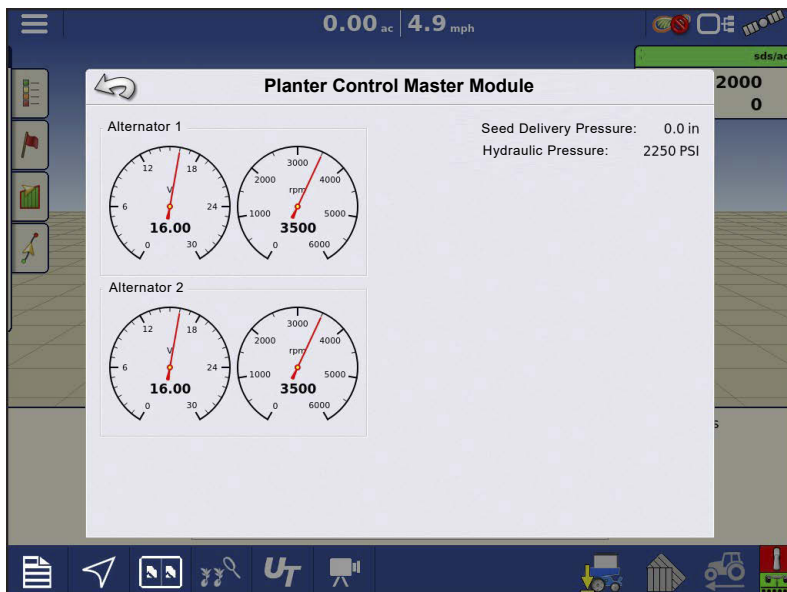 0.00 ac 4.9 mph
sds/ac
2000
0
Planter Control Master Module
Alternator 1
Seed Delivery Pressure: 0.0 in
Hydraulic Pressure: 2250 PSI
12 18
V
6 24
16.00
0 30
3000
2000 4000
rpm
1000 5000
3500
0 6000
Alternator 2
12 18
V
6 24
16.00
0 30
3000
2000 4000
rpm
1000 5000
3500
0 6000
s
UT